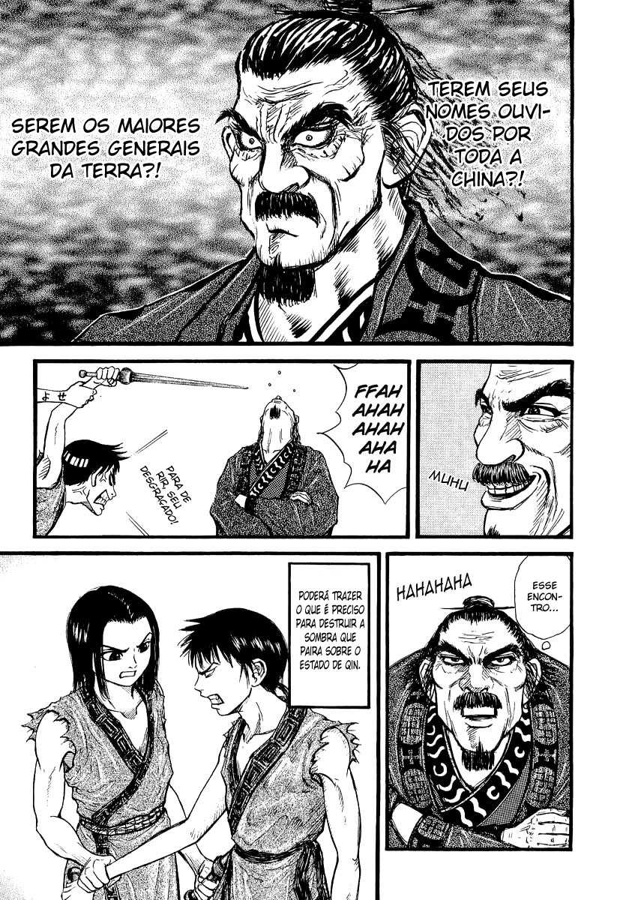 TEREM SEUS
NOMES OUVI-
DOS POR
TODA A
CHINA?!
SEREM OS MAIORES
GRANDES GENERAIS
DA TERRA?!
MUHU
FFAH
AHAH
AHAH
AHA
HA
よせ
PARA DE
RIR, SEU
DESGRAÇADO!
ESSE
ENCON-
TRO...
HAHAHAHA
PODERÁ TRAZER
O QUE É PRECISO
PARA DESTRUIR A
SOMBRA QUE
PAIRA SOBRE O
ESTADO DE QIN.